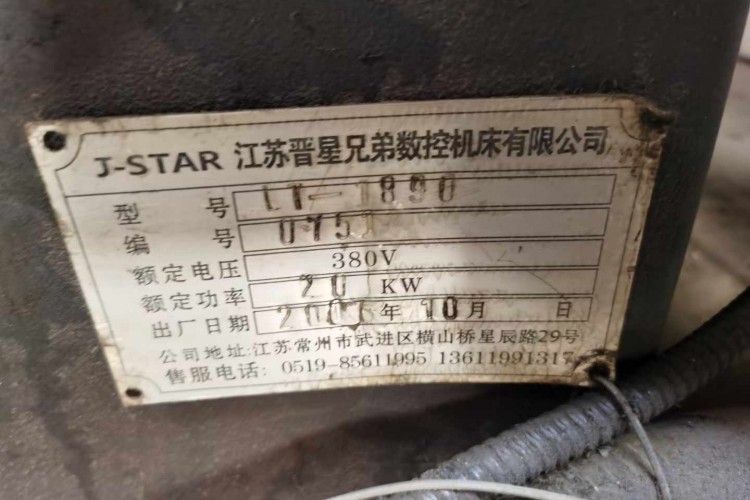 J-STAR 江苏晋星兄弟数控机床有限公司
型号 LT-1890
编号
额定电压 380V
额定功率 20 KW
出厂日期 年 10月 日
公司地址:江苏常州市武进区横山桥星辰路29号
售服电话: 0519-85611995 13611991317